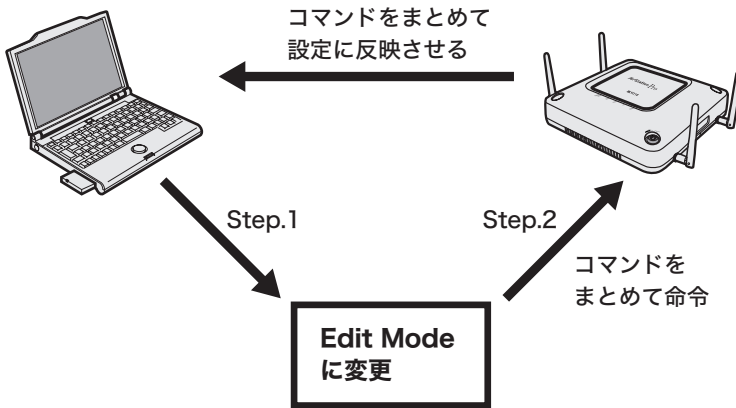 コマンドをまとめて
設定に反映させる
Step.1
Step.2
コマンドを
まとめて命令
Edit Mode
に変更